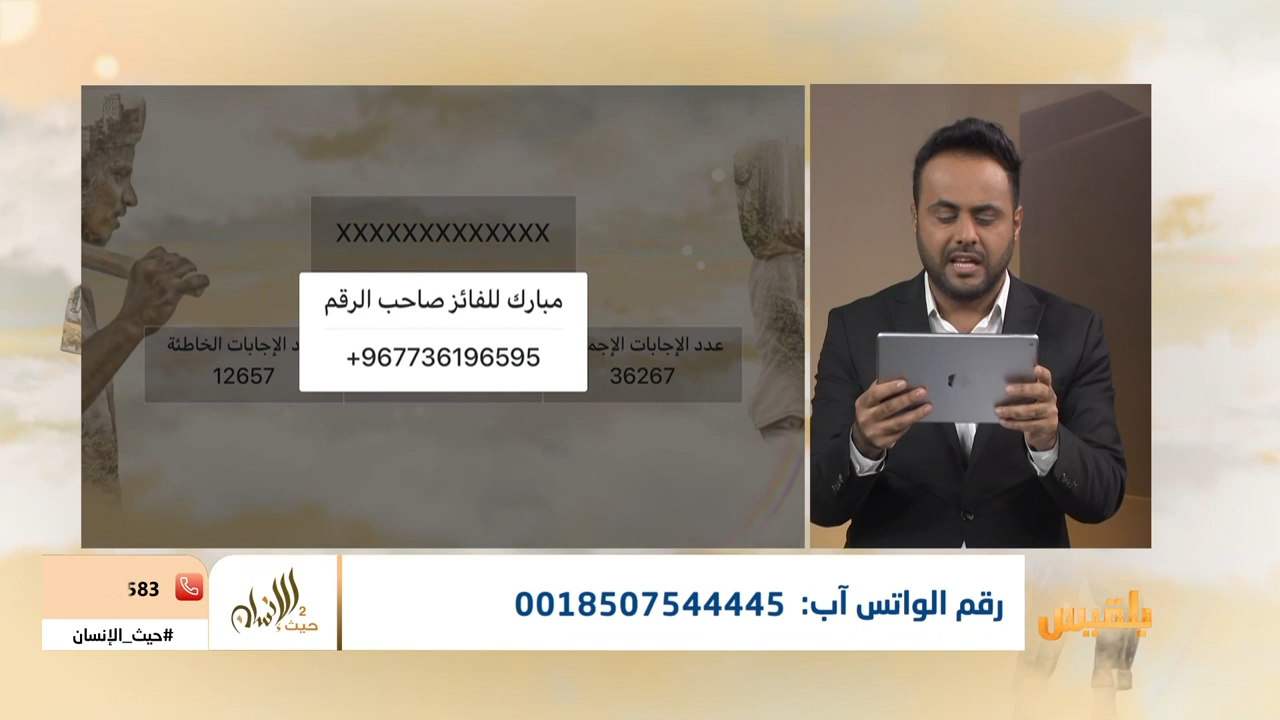 XXXXXXXXXXXXX
مبارك للفائز صاحب الرقم
+967736196595
عدد الإجابات الإجم
36267
د الإجابات الخاطئة
12657
رقم الواتس آب: 0018507544445
بلقيس
حيث الإنسان 2
583
#حيث_الإنسان